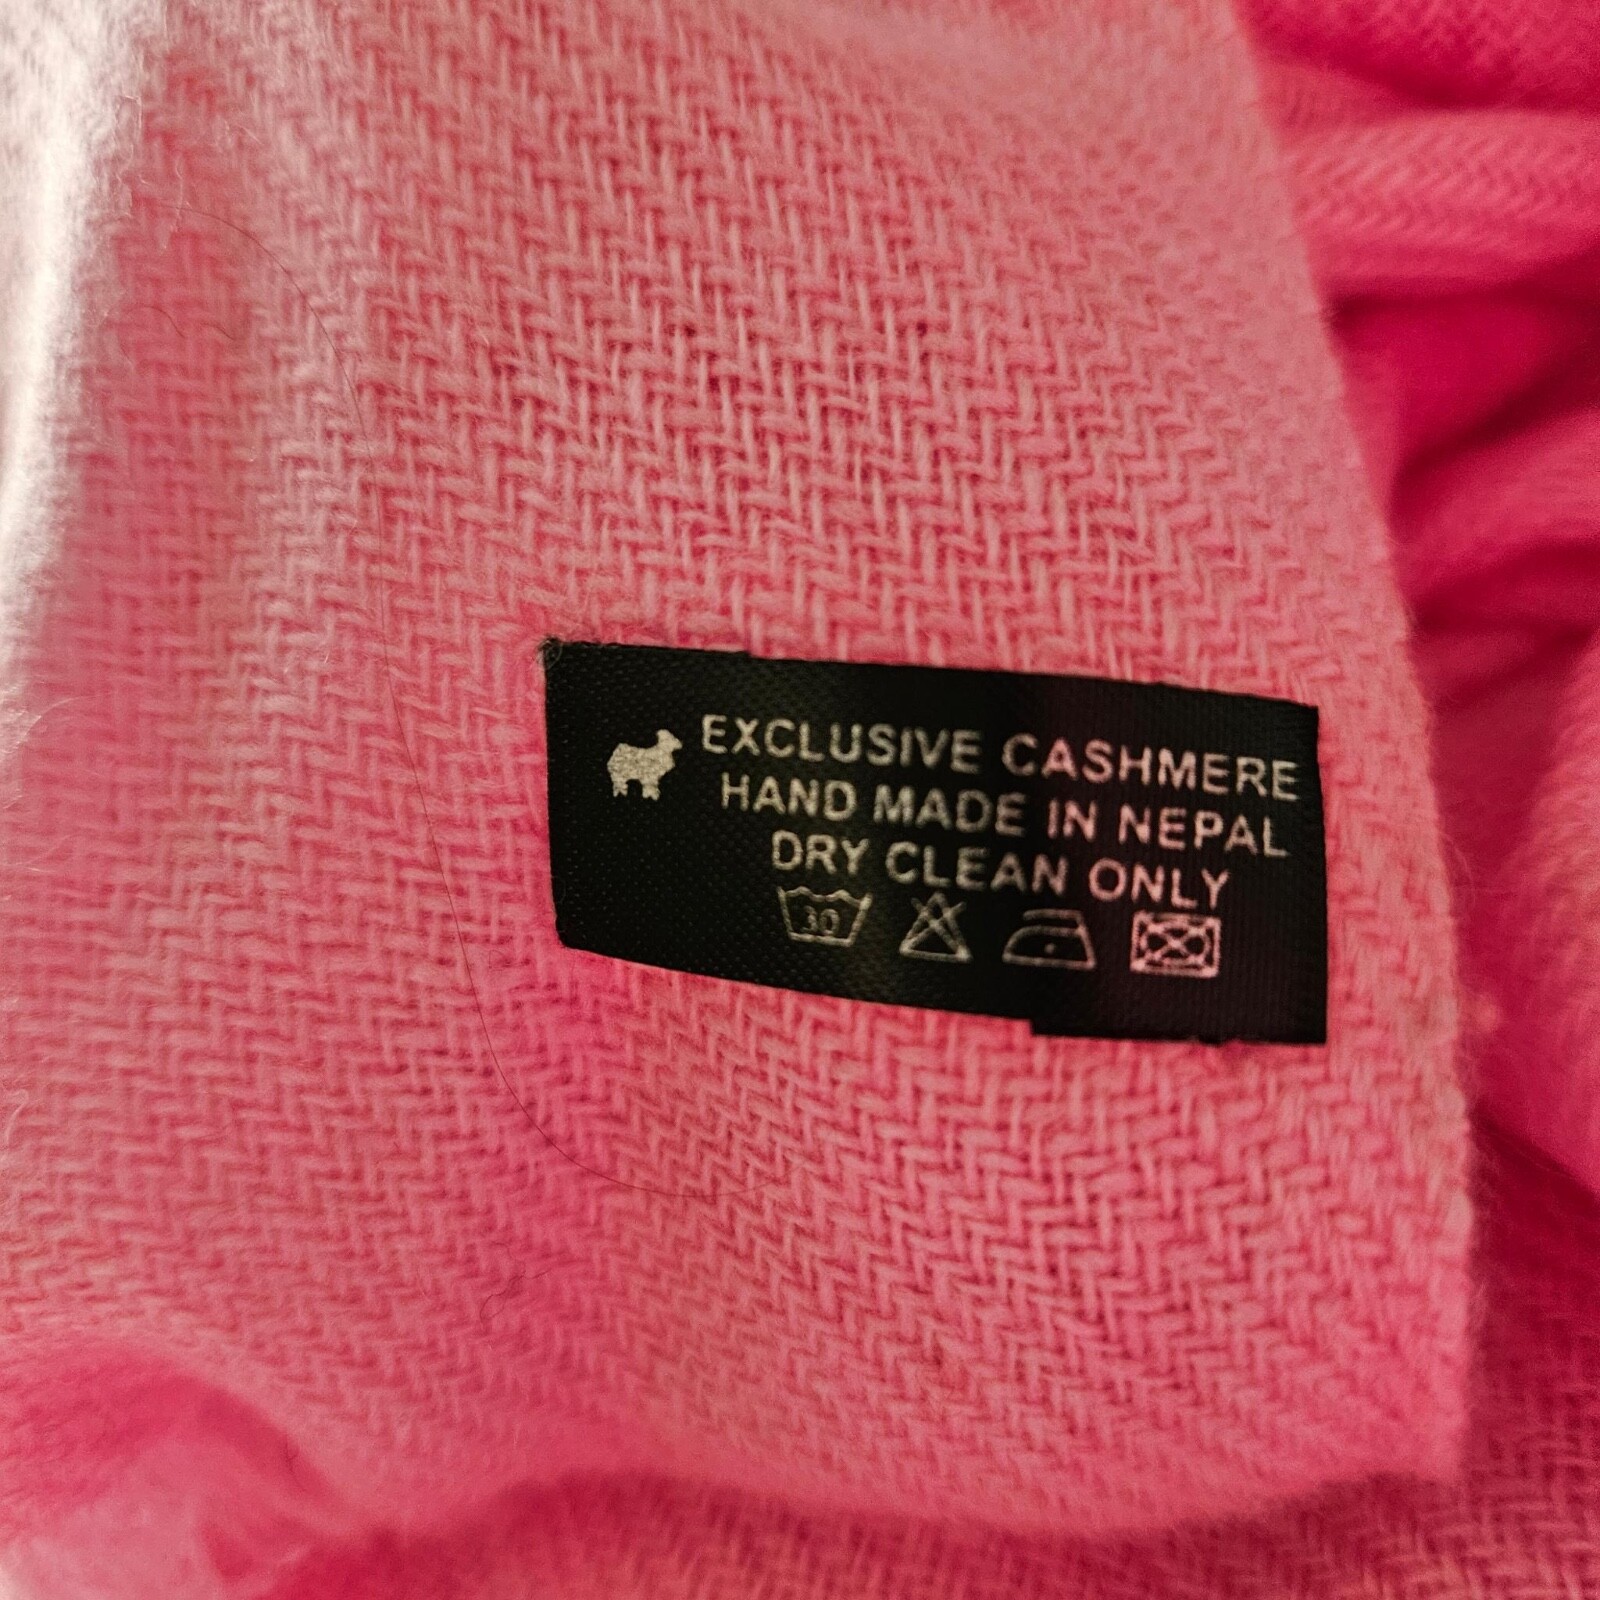 EXCLUSIVE CASHMERE
HAND MADE IN NEPAL
DRY CLEAN ONLY
30